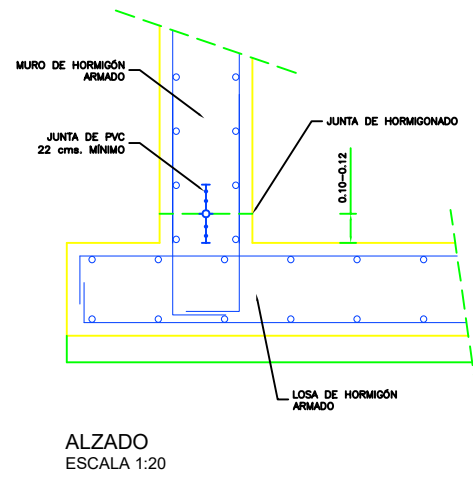 MURO DE HORMIGÓN
ARMADO
JUNTA DE PVC
22 cms. MÍNIMO
JUNTA DE HORMIGONADO
0.10-0.12
LOSA DE HORMIGÓN
ARMADO
ALZADO
ESCALA 1:20